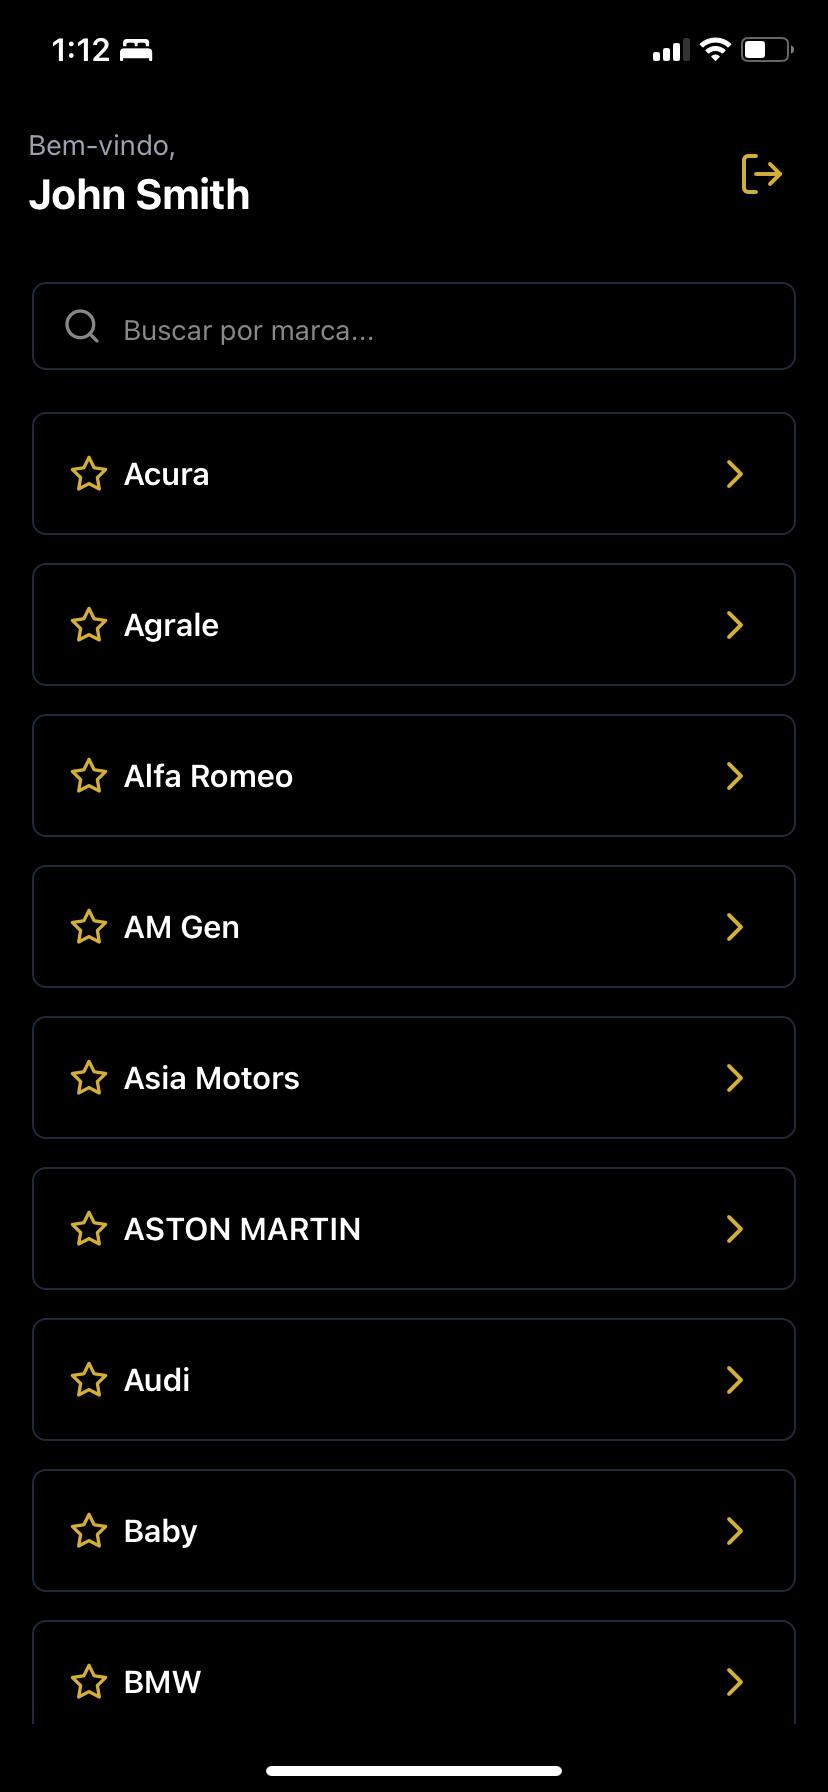 1:12
Bem-vindo,
John Smith
Buscar por marca...
Acura
Agrale
Alfa Romeo
AM Gen
Asia Motors
ASTON MARTIN
Audi
Baby
BMW